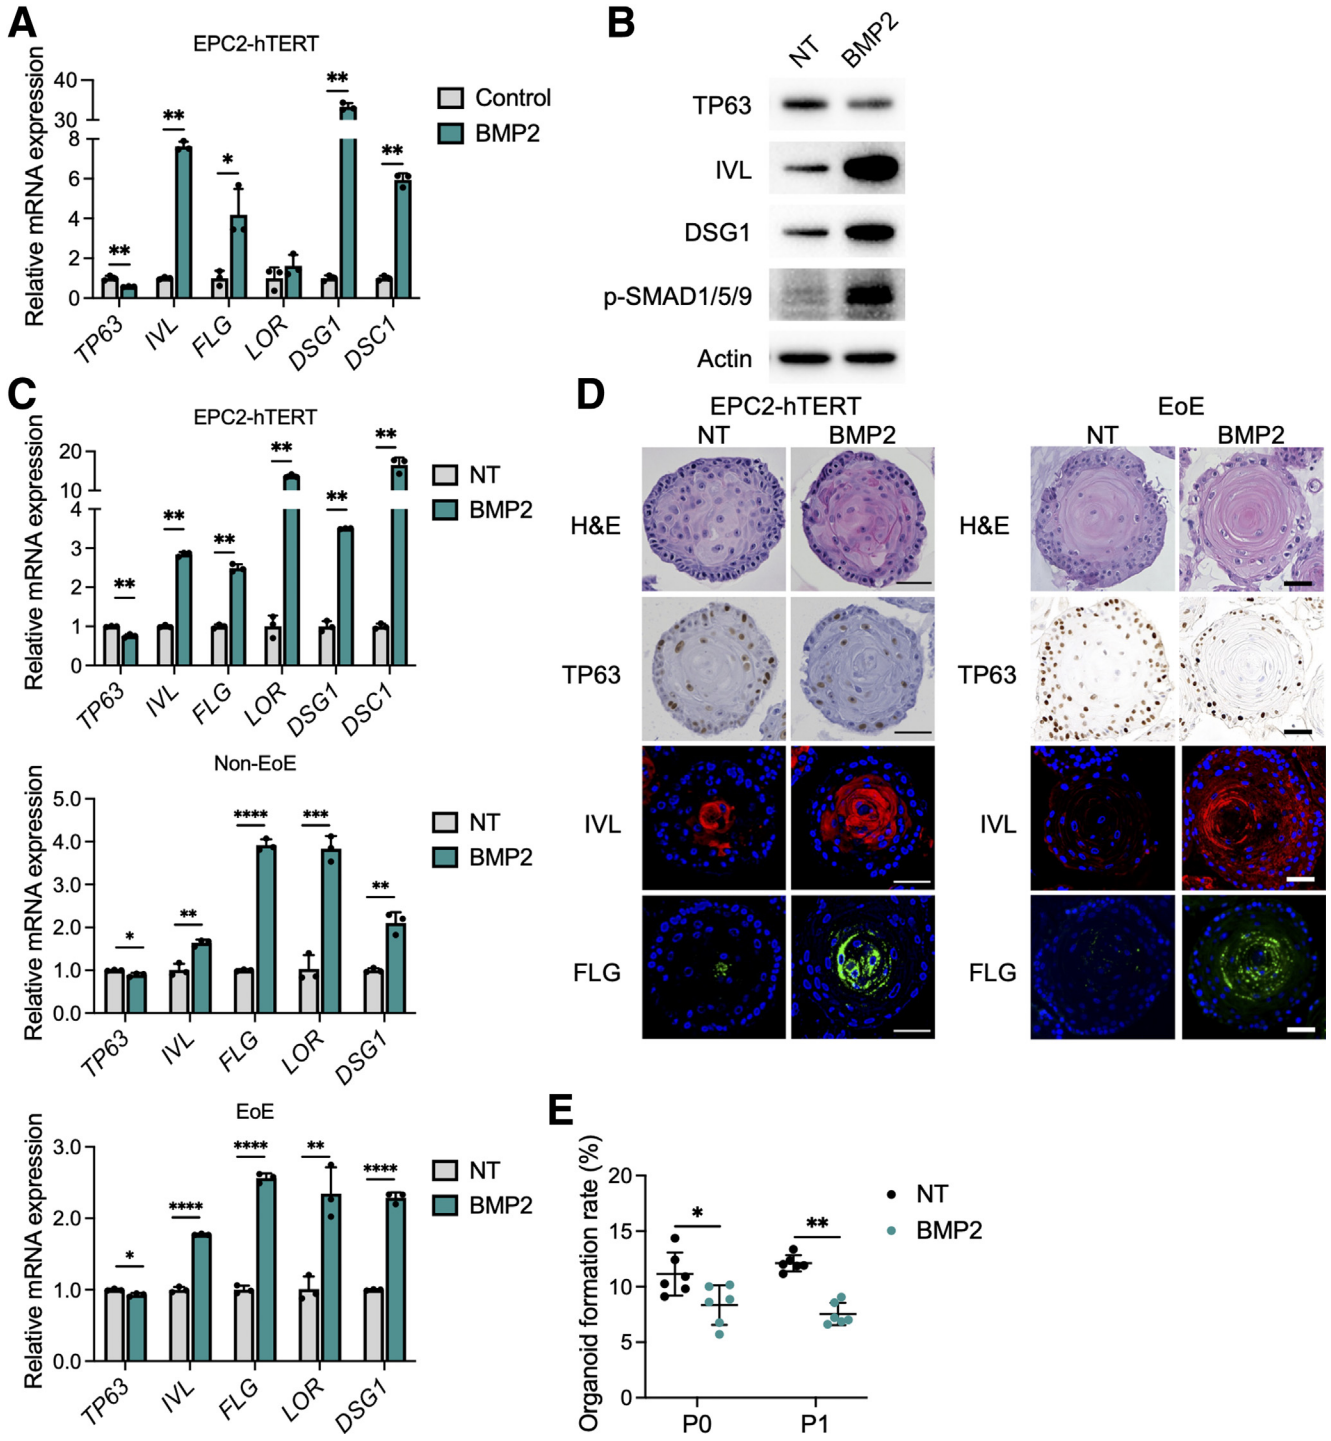 A
EPC2-hTERT
Relative mRNA expression
40
30
8
6
4
2
0
** ** * ** **
TP63 IVL FLG LOR DSG1 DSC1
Control
BMP2
B
NT BMP2
TP63
IVL
DSG1
p-SMAD1/5/9
Actin
C
EPC2-hTERT
Relative mRNA expression
20
10
4
3
2
1
0
** ** ** ** ** **
TP63 IVL FLG LOR DSG1 DSC1
NT
BMP2
Non-EoE
Relative mRNA expression
5.0
4.0
3.0
2.0
1.0
0.0
* ** **** *** **
TP63 IVL FLG LOR DSG1
NT
BMP2
EoE
Relative mRNA expression
3.0
2.0
1.0
0.0
* **** **** ** ****
TP63 IVL FLG LOR DSG1
NT
BMP2
D
EPC2-hTERT
NT BMP2
H&E
TP63
IVL
FLG
EoE
NT BMP2
H&E
TP63
IVL
FLG
E
Organoid formation rate (%)
20
15
10
5
0
* **
P0 P1
NT
BMP2